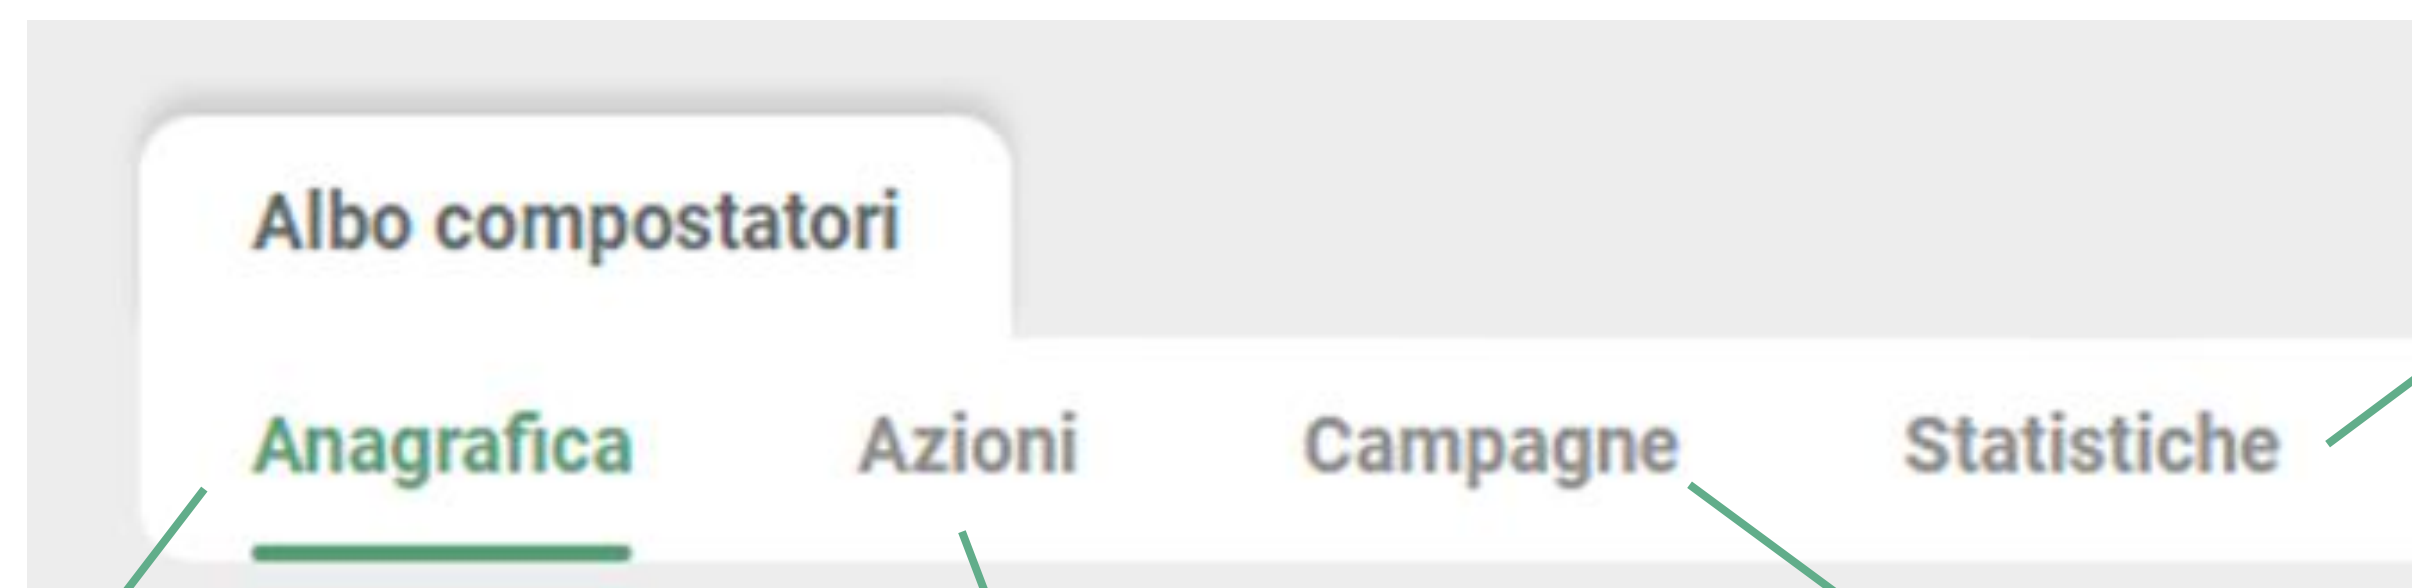 Albo compostatori
Anagrafica Azioni Campagne Statistiche